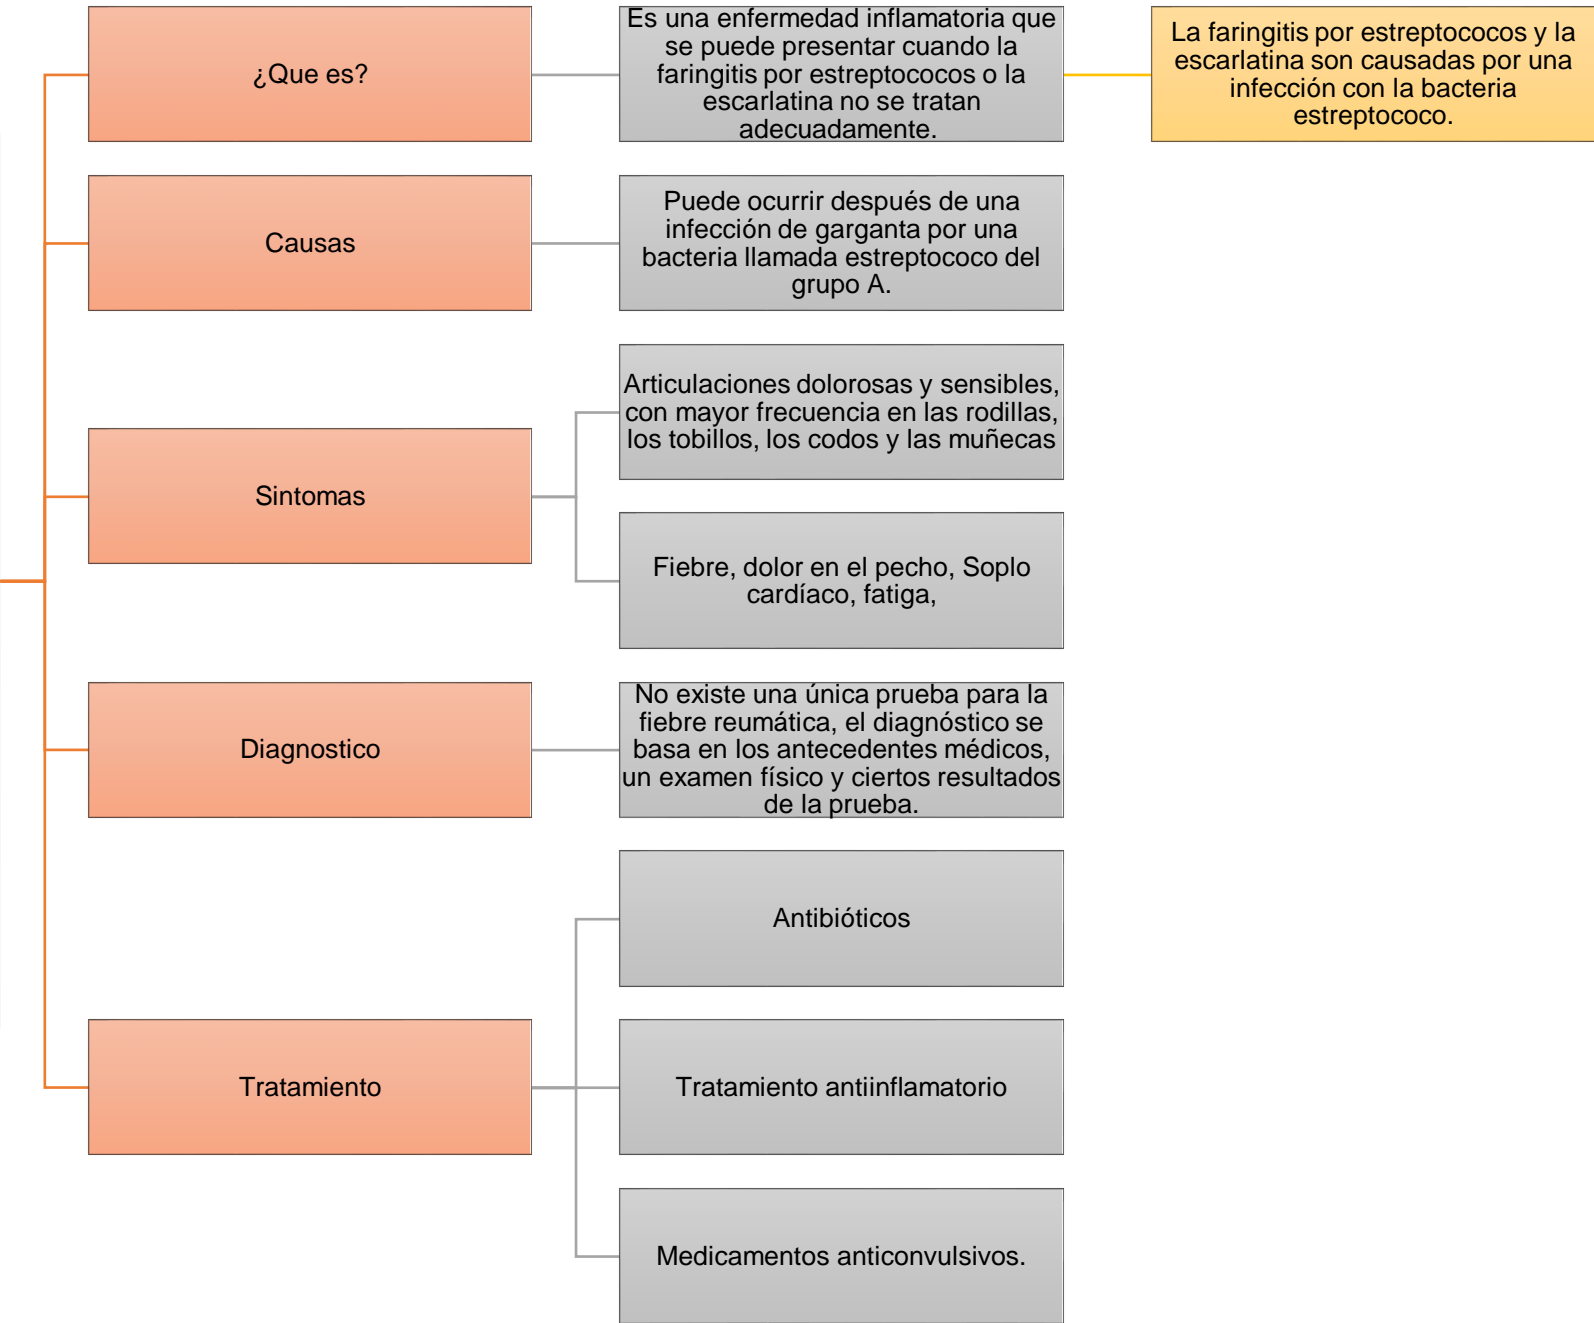 ¿Que es?
Es una enfermedad inflamatoria que
se puede presentar cuando la
faringitis por estreptococos o la
escarlatina no se tratan
adecuadamente.
La faringitis por estreptococos y la
escarlatina son causadas por una
infección con la bacteria
estreptococo.
Causas
Puede ocurrir después de una
infección de garganta por una
bacteria llamada estreptococo del
grupo A.
Sintomas
Articulaciones dolorosas y sensibles,
con mayor frecuencia en las rodillas,
los tobillos, los codos y las muñecas
Fiebre, dolor en el pecho, Soplo
cardíaco, fatiga,
Diagnostico
No existe una única prueba para la
fiebre reumática, el diagnóstico se
basa en los antecedentes médicos,
un examen físico y ciertos resultados
de la prueba.
Tratamiento
Antibióticos
Tratamiento antiinflamatorio
Medicamentos anticonvulsivos.